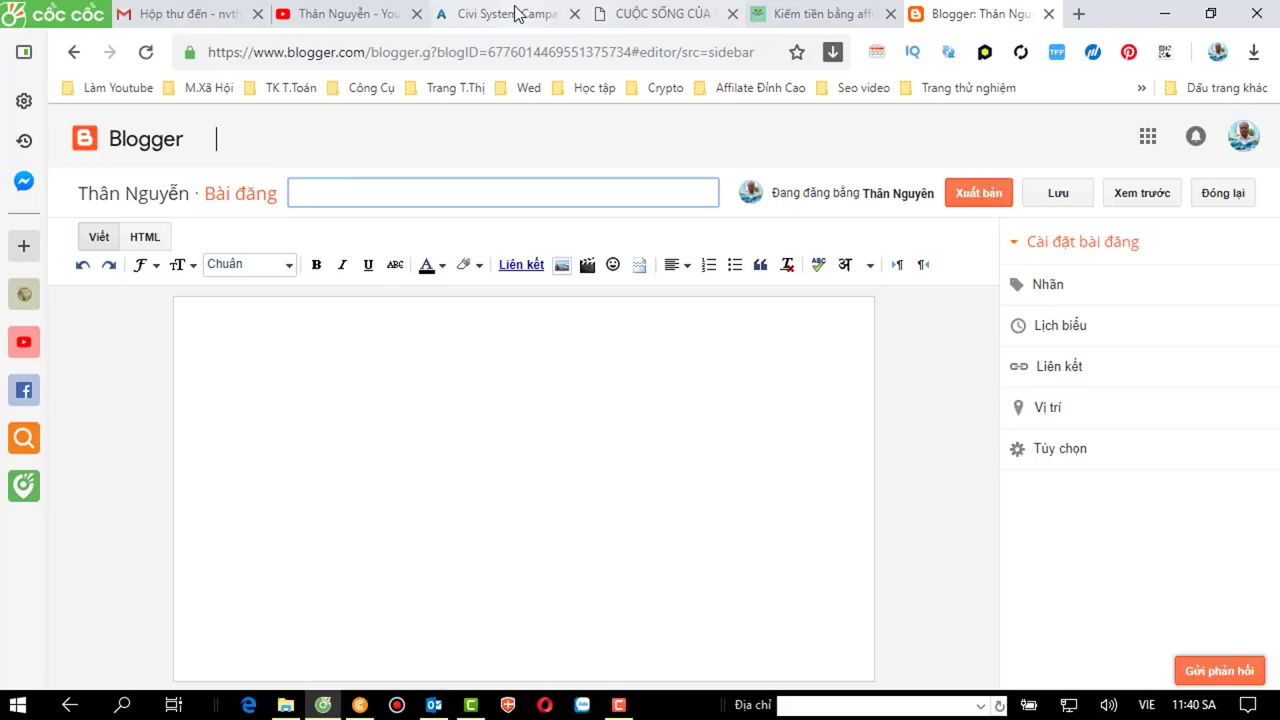 cốc cốc
Hộp thư đến - nvth
Thân Nguyễn - You
Civi System Campa
CUỘC SỐNG CỦA
Kiếm tiền bằng aff
Blogger: Thân Ngu
https://www.blogger.com/blogger.g?blogID=6776014469551375734#editor/src=sidebar
Làm Youtube
M.Xã Hội
TK T.Toán
Công Cụ
Trang T.Thị
Wed
Học tập
Crypto
Affilate Đỉnh Cao
Seo video
Trang thử nghiệm
Dấu trang khác
Blogger
Thân Nguyễn · Bài đăng
Đang đăng bằng Thân Nguyên
Xuất bản
Lưu
Xem trước
Đóng lại
Viết
HTML
Chuẩn
Liên kết
Cài đặt bài đăng
Nhãn
Lịch biểu
Liên kết
Vị trí
Tùy chọn
Gửi phản hồi
Địa chỉ
VIE
11:40 SA